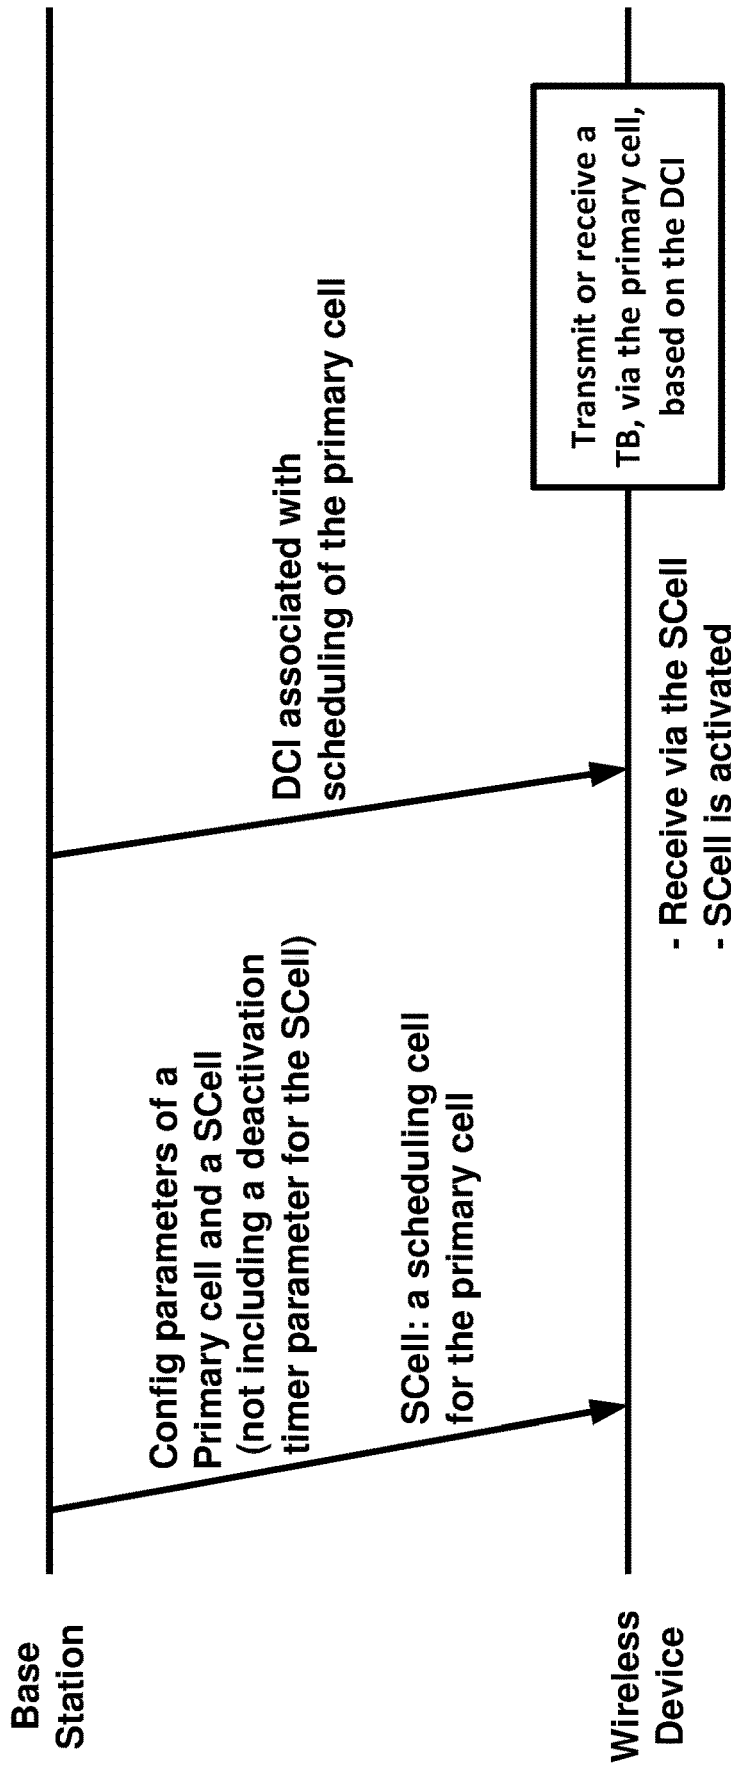 Base
Station
Config parameters of a
Primary cell and a SCell
(not including a deactivation
timer parameter for the SCell)
SCell: a scheduling cell
for the primary cell
DCI associated with
scheduling of the primary cell
Wireless
Device
- Receive via the SCell
- SCell is activated
Transmit or receive a
TB, via the primary cell,
based on the DCI